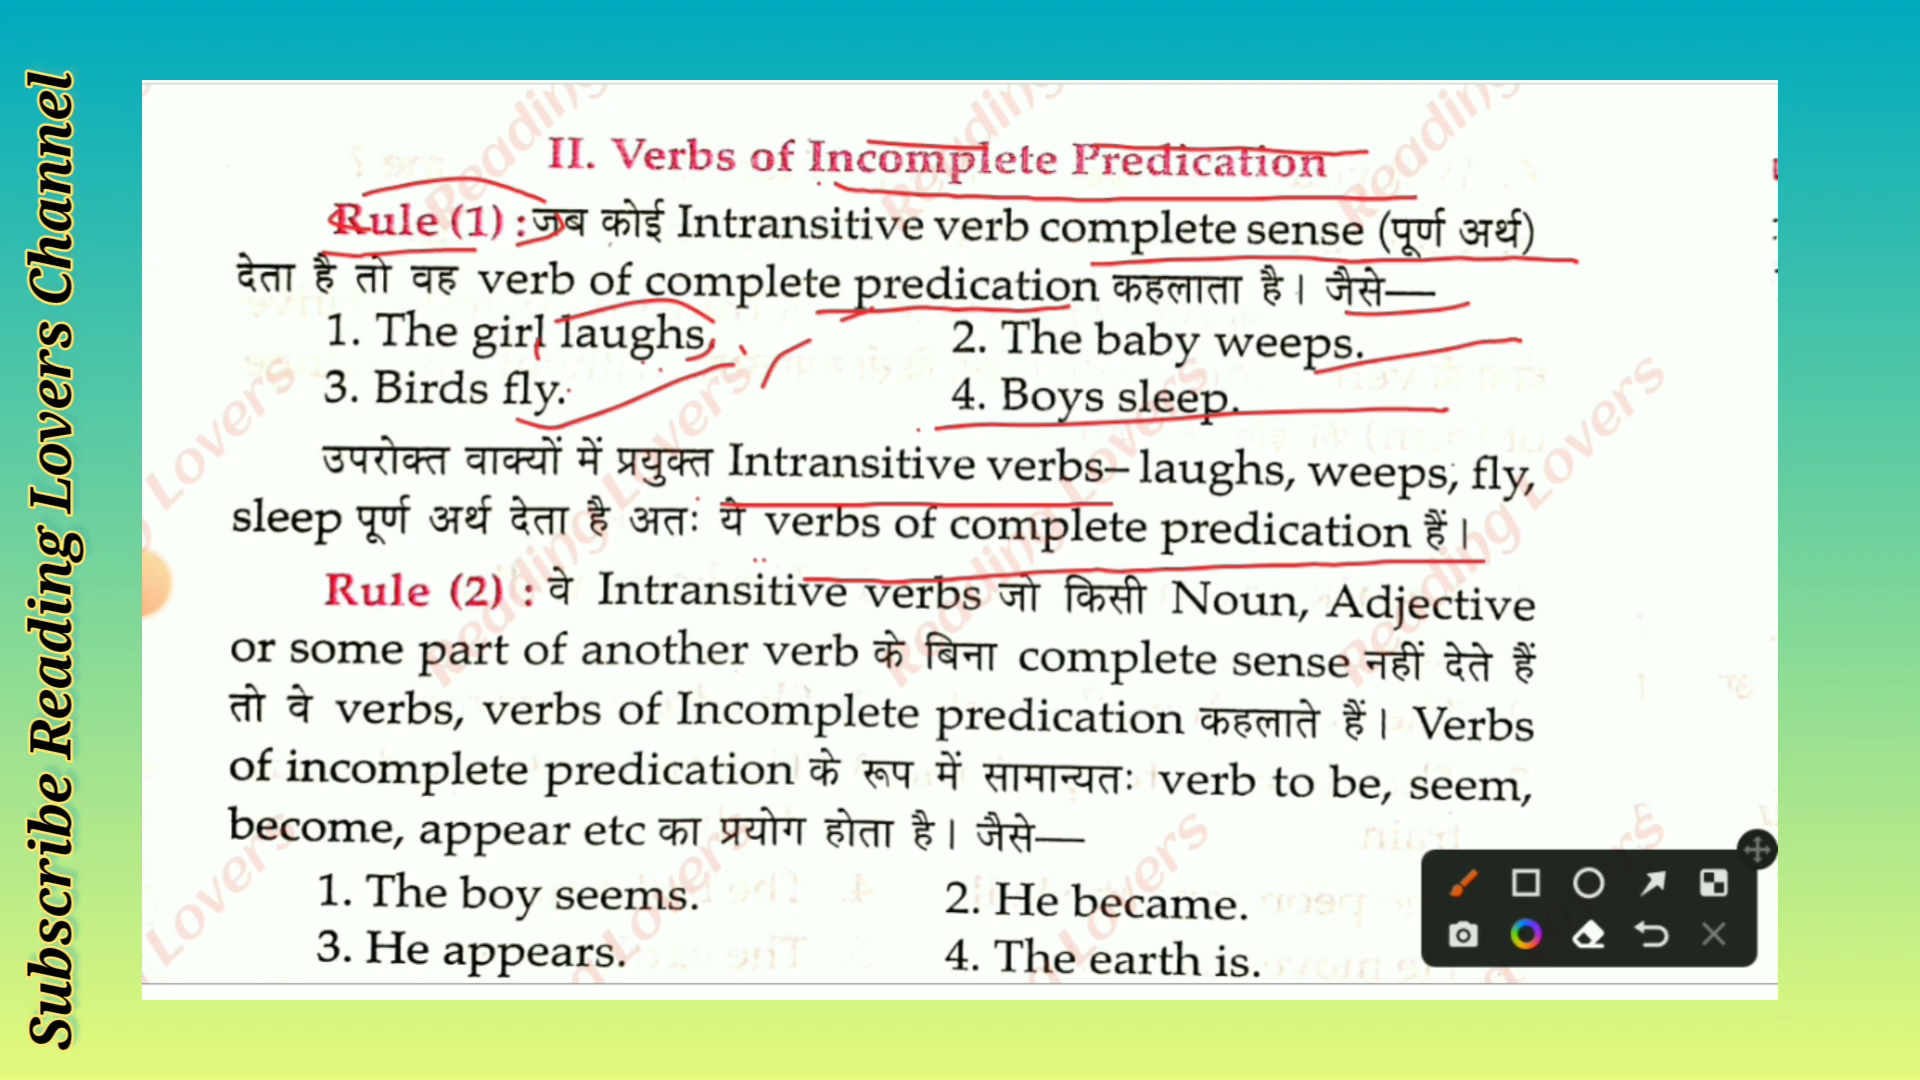 Subscribe Reading Lovers Channel
II. Verbs of Incomplete Predication
Rule (1) : जब कोई Intransitive verb complete sense (पूर्ण अर्थ)
देता है तो वह verb of complete predication कहलाता है। जैसे—
1. The girl laughs, 2. The baby weeps.
3. Birds fly. 4. Boys sleep.
उपरोक्त वाक्यों में प्रयुक्त Intransitive verbs– laughs, weeps, fly,
sleep पूर्ण अर्थ देता है अतः ये verbs of complete predication हैं।
Rule (2) : वे Intransitive verbs जो किसी Noun, Adjective
or some part of another verb के बिना complete sense नहीं देते हैं
तो वे verbs, verbs of Incomplete predication कहलाते हैं। Verbs
of incomplete predication के रूप में सामान्यतः verb to be, seem,
become, appear etc का प्रयोग होता है। जैसे—
1. The boy seems. 2. He became.
3. He appears. 4. The earth is.
Reading Lovers